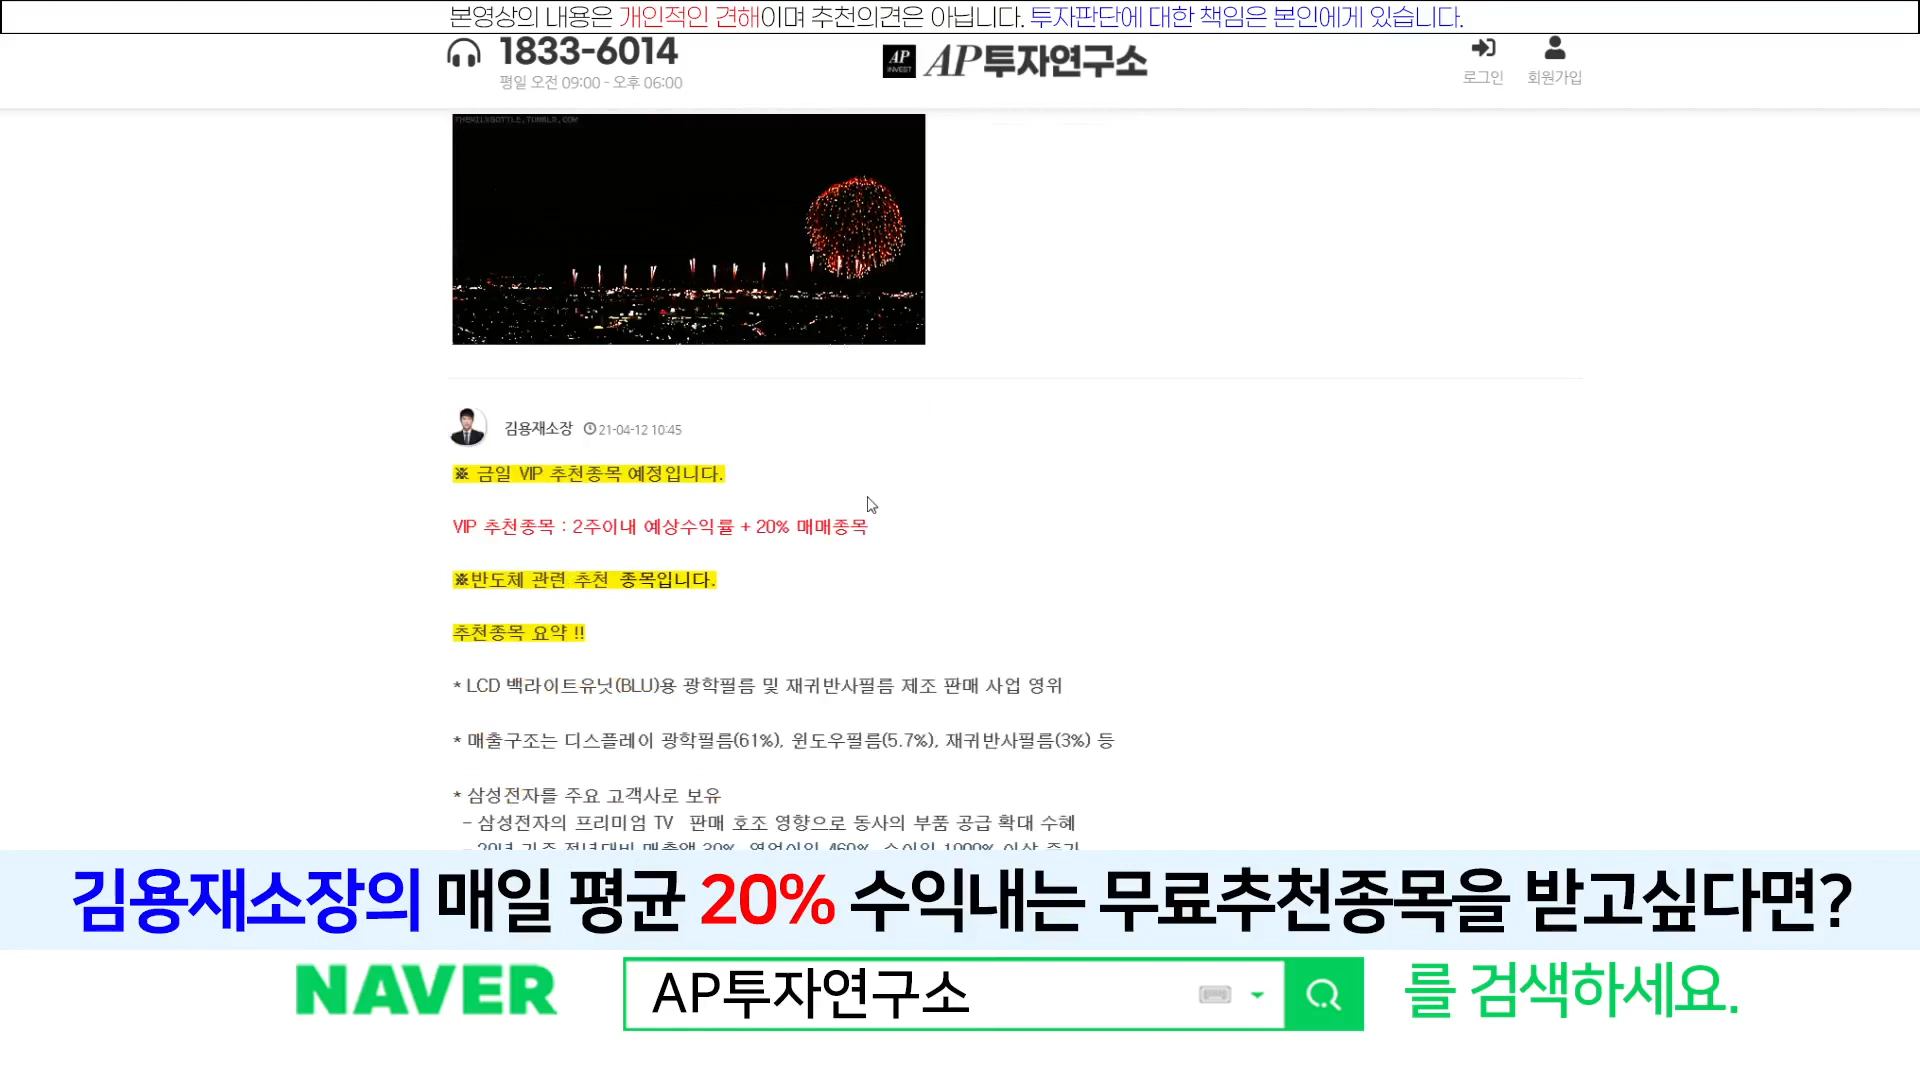 본영상의 내용은 개인적인 견해이며 추천의견은 아닙니다. 투자판단에 대한 책임은 본인에게 있습니다.
1833-6014
평일 오전 09:00 - 오후 06:00
AP INVEST AP투자연구소
로그인 회원가입
THEMILKBOTTLE.TUMBLR.COM
김용재소장 21-04-12 10:45
※ 금일 VIP 추천종목 예정입니다.
VIP 추천종목 : 2주이내 예상수익률 + 20% 매매종목
※반도체 관련 추천 종목입니다.
추천종목 요약 !!
* LCD 백라이트유닛(BLU)용 광학필름 및 재귀반사필름 제조 판매 사업 영위
* 매출구조는 디스플레이 광학필름(61%), 윈도우필름(5.7%), 재귀반사필름(3%) 등
* 삼성전자를 주요 고객사로 보유
- 삼성전자의 프리미엄 TV 판매 호조 영향으로 동사의 부품 공급 확대 수혜
김용재소장의 매일 평균 20% 수익내는 무료추천종목을 받고싶다면?
NAVER AP투자연구소 를 검색하세요.